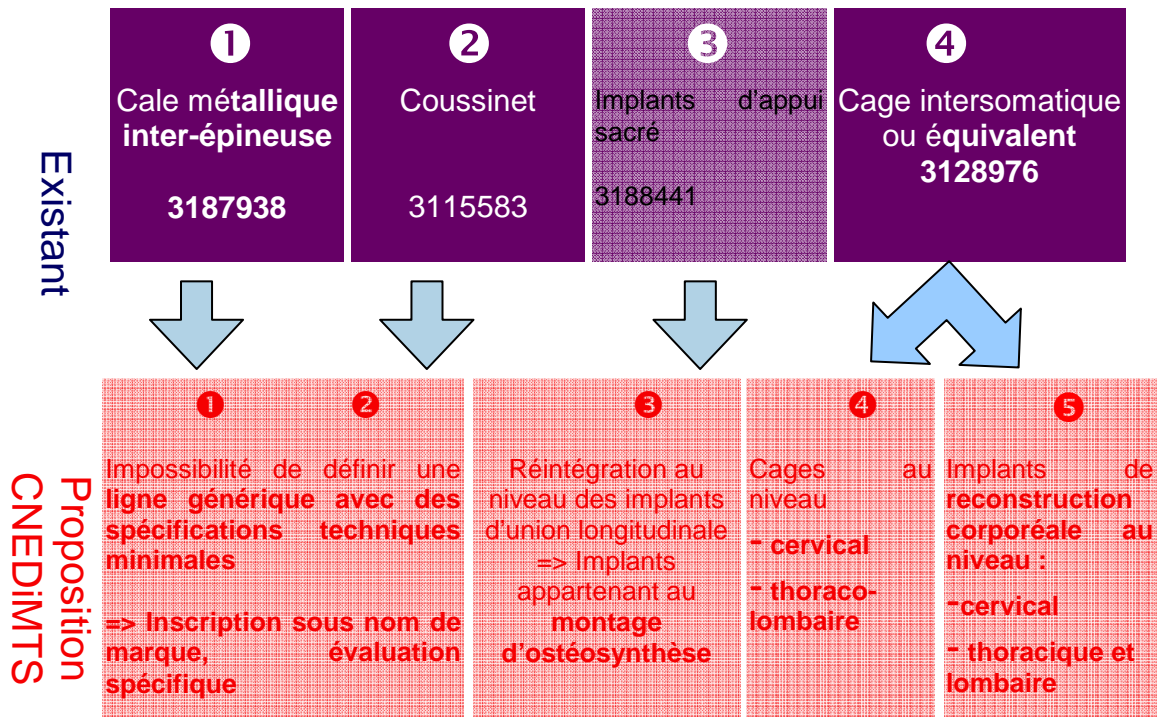 Existant
❶
Cale métallique
inter-épineuse
3187938
❷
Coussinet
3115583
❸
Implants d'appui
sacré
3188441
❹
Cage intersomatique
ou équivalent
3128976
Proposition
CNEDiMTS
❶ ❷
Impossibilité de définir une
ligne générique avec des
spécifications techniques
minimales
=> Inscription sous nom de
marque, évaluation
spécifique
❸
Réintégration au
niveau des implants
d'union longitudinale
=> Implants
appartenant au
montage
d'ostéosynthèse
❹
Cages au
niveau
- cervical
- thoraco-
lombaire
❺
Implants de
reconstruction
corporéale au
niveau :
-cervical
- thoracique et
lombaire